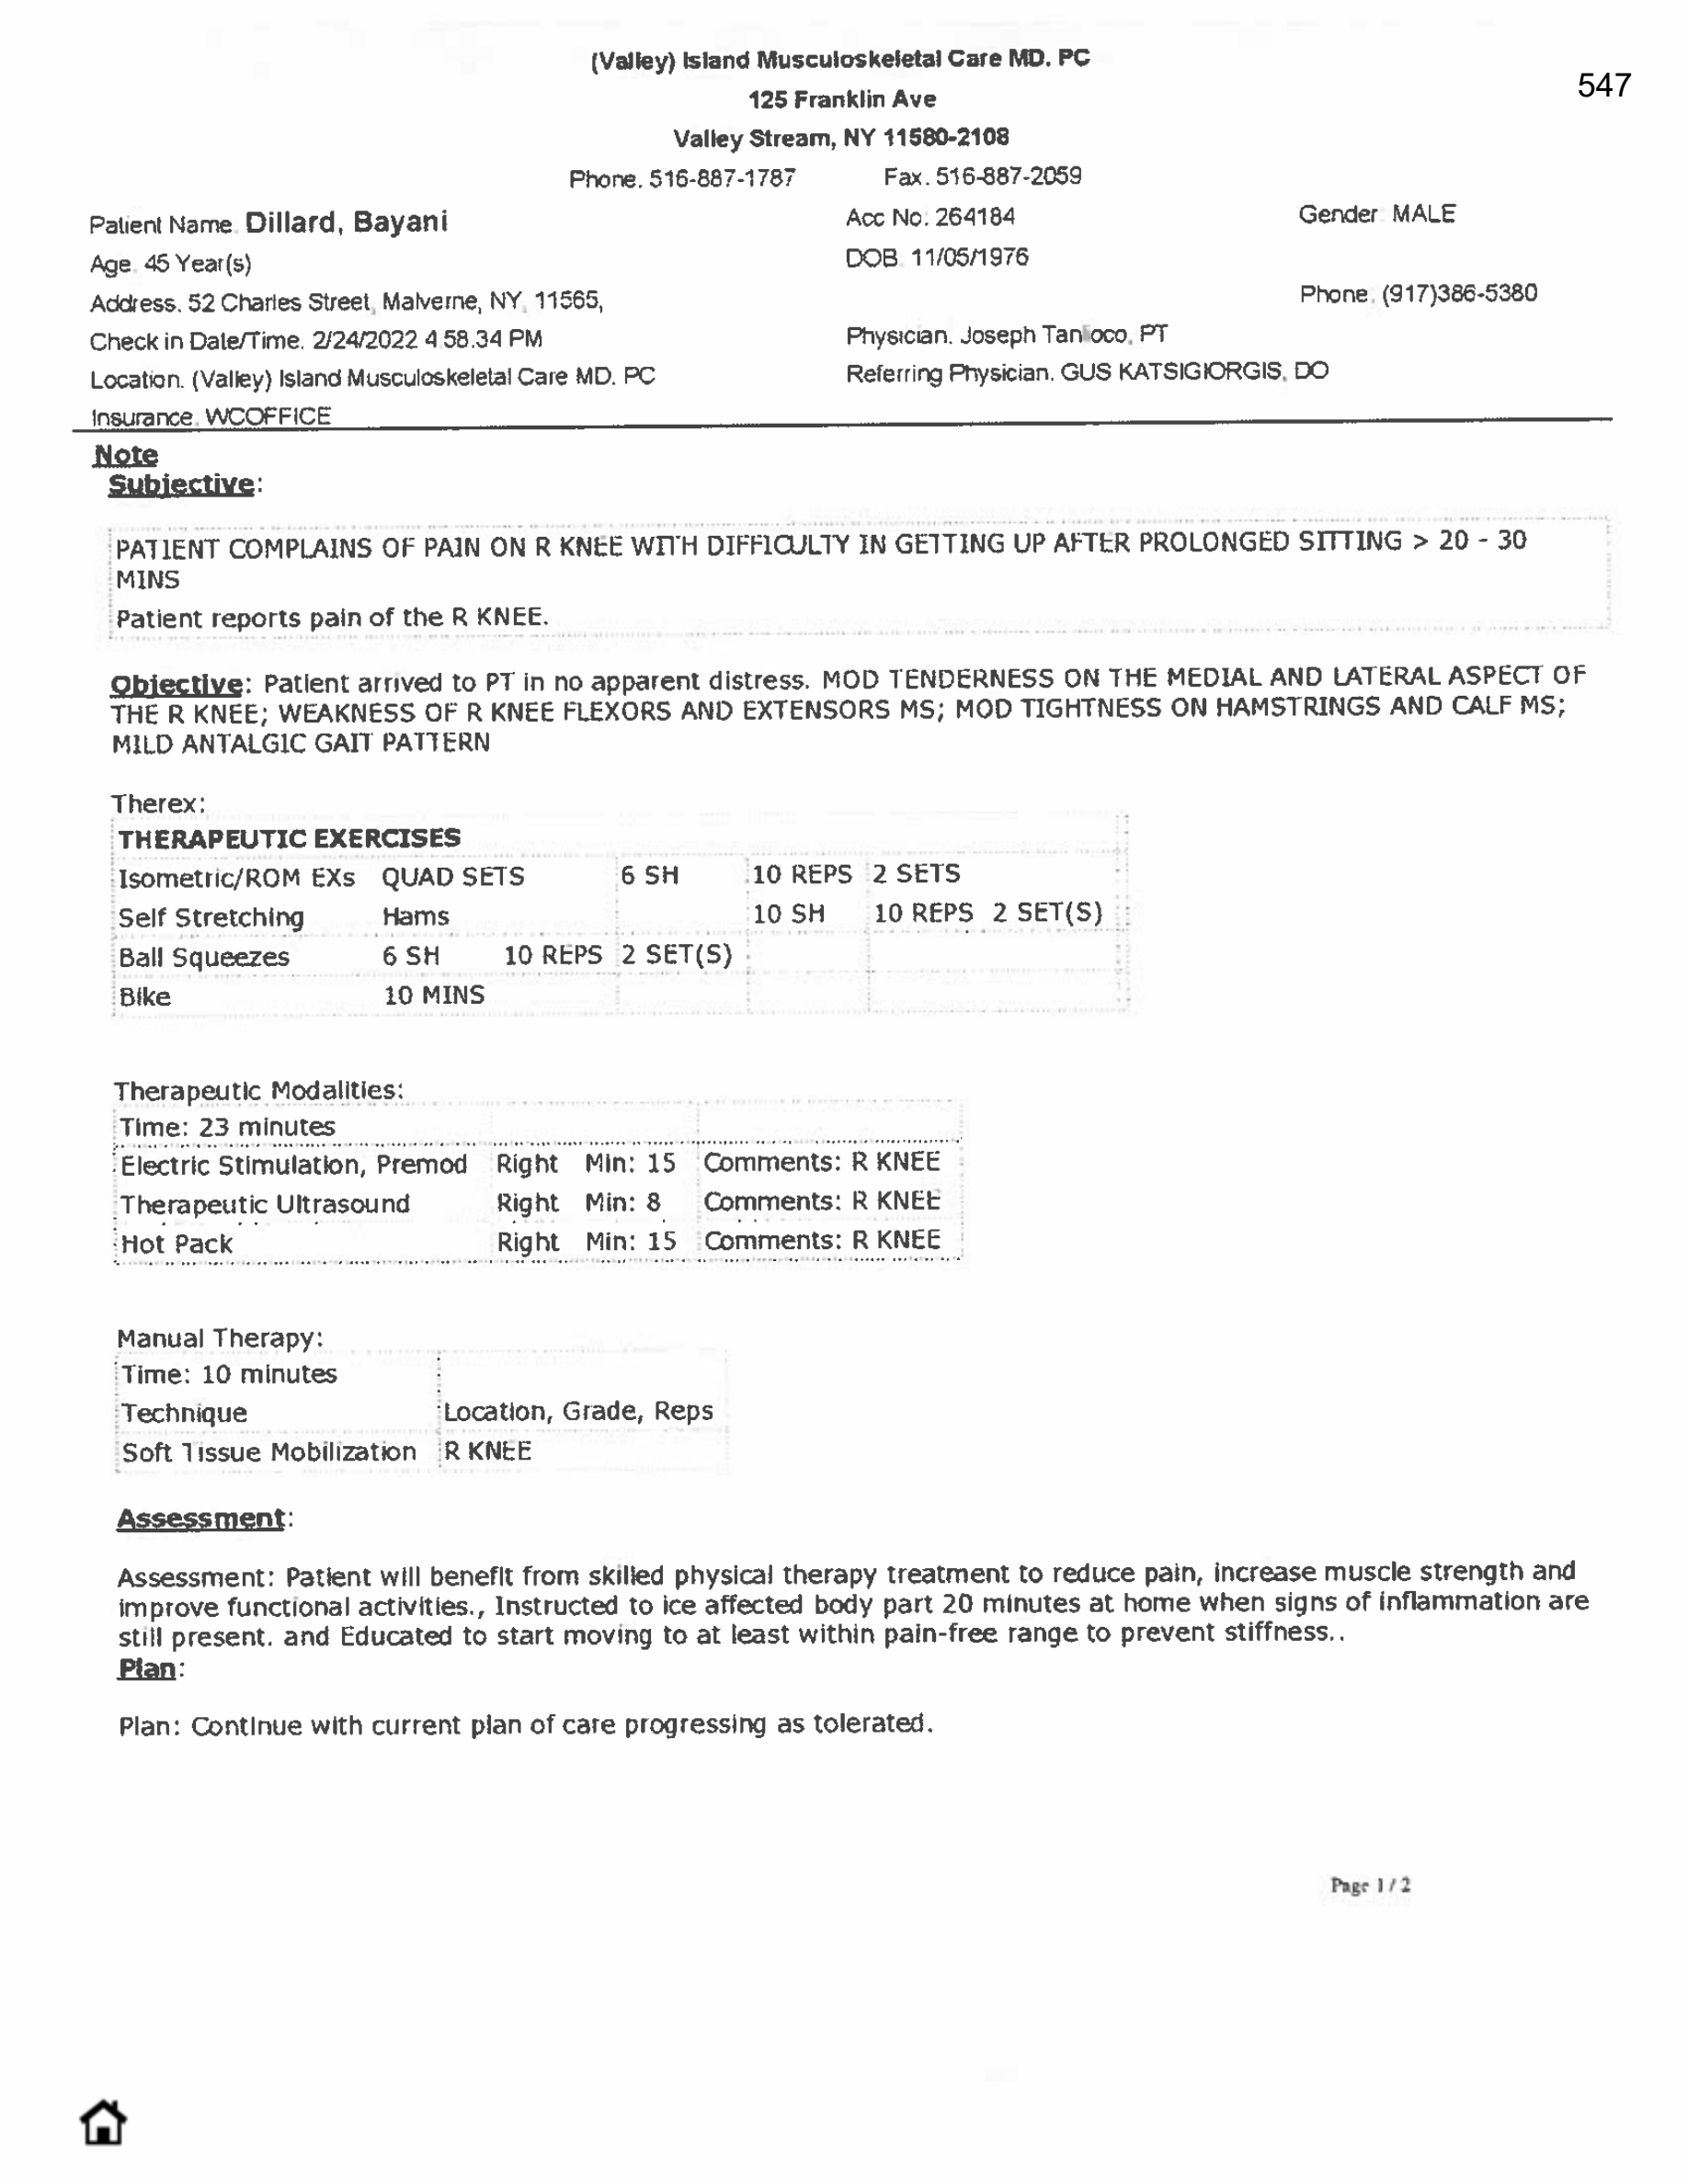 (Valley) Island Musculoskeletal Care MD. PC
547
125 Franklin Ave
Valley Stream, NY 11580-2108
Phone. 516-887-1787 Fax. 516-887-2059
Patient Name. Dillard, Bayani Acc No: 264184 Gender: MALE
Age. 45 Year(s) DOB. 11/05/1976
Address. 52 Charles Street, Malverne, NY, 11565, Phone. (917)386-5380
Check in Date/Time. 2/24/2022 4.58.34 PM Physician. Joseph PT
Location. (Valley) Island Musculoskeletal Care MD. PC Referring Physician. GUS KATSIGIORGIS, DO
Insurance. WCOFFICE
Note
Subjective:
PATIENT COMPLAINS OF PAIN ON R KNEE WITH DIFFICULTY IN GETTING UP AFTER PROLONGED SITTING > 20 - 30
MINS
Patient reports pain of the R KNEE.
Objective: Patient arrived to PT in no apparent distress. MOD TENDERNESS ON THE MEDIAL AND LATERAL ASPECT OF
THE R KNEE; WEAKNESS OF R KNEE FLEXORS AND EXTENSORS MS; MOD TIGHTNESS ON HAMSTRINGS AND CALF MS;
MILD ANTALGIC GAIT PATTERN
Therex:
THERAPEUTIC EXERCISES
Isometric/ROM EXs QUAD SETS 6 SH 10 REPS 2 SETS
Self Stretching Hams 10 SH 10 REPS 2 SET(S)
Ball Squeezes 6 SH 10 REPS 2 SET(S)
Bike 10 MINS
Therapeutic Modalities:
Time: 23 minutes
Electric Stimulation, Premod Right Min: 15 Comments: R KNEE
Therapeutic Ultrasound Right Min: 8 Comments: R KNEE
Hot Pack Right Min: 15 Comments: R KNEE
Manual Therapy:
Time: 10 minutes
Technique Location, Grade, Reps
Soft Tissue Mobilization R KNEE
Assessment:
Assessment: Patient will benefit from skilled physical therapy treatment to reduce pain, increase muscle strength and
improve functional activities., Instructed to ice affected body part 20 minutes at home when signs of inflammation are
still present. and Educated to start moving to at least within pain-free range to prevent stiffness..
Plan:
Plan: Continue with current plan of care progressing as tolerated.
Page 1 / 2